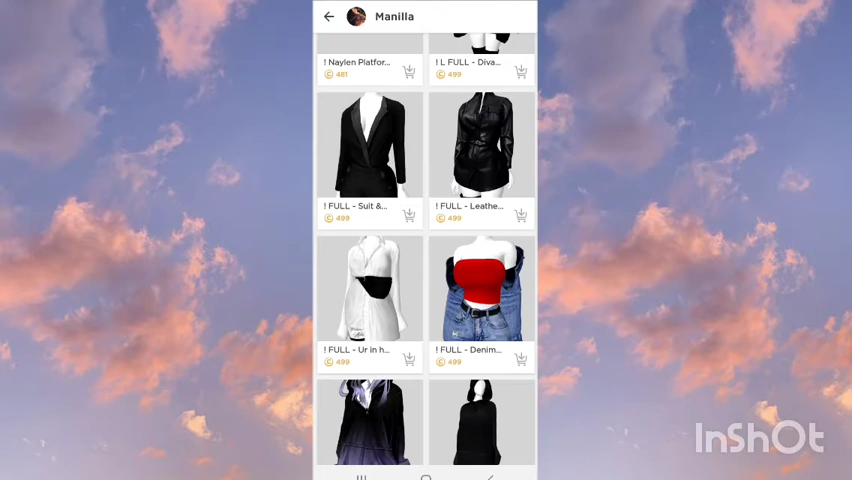 Manilla
! Naylen Platfor...
481
! L FULL - Diva...
499
! FULL - Suit &...
499
! FULL - Leathe...
499
! FULL - Ur in h...
499
! FULL - Denim...
499
InShOt